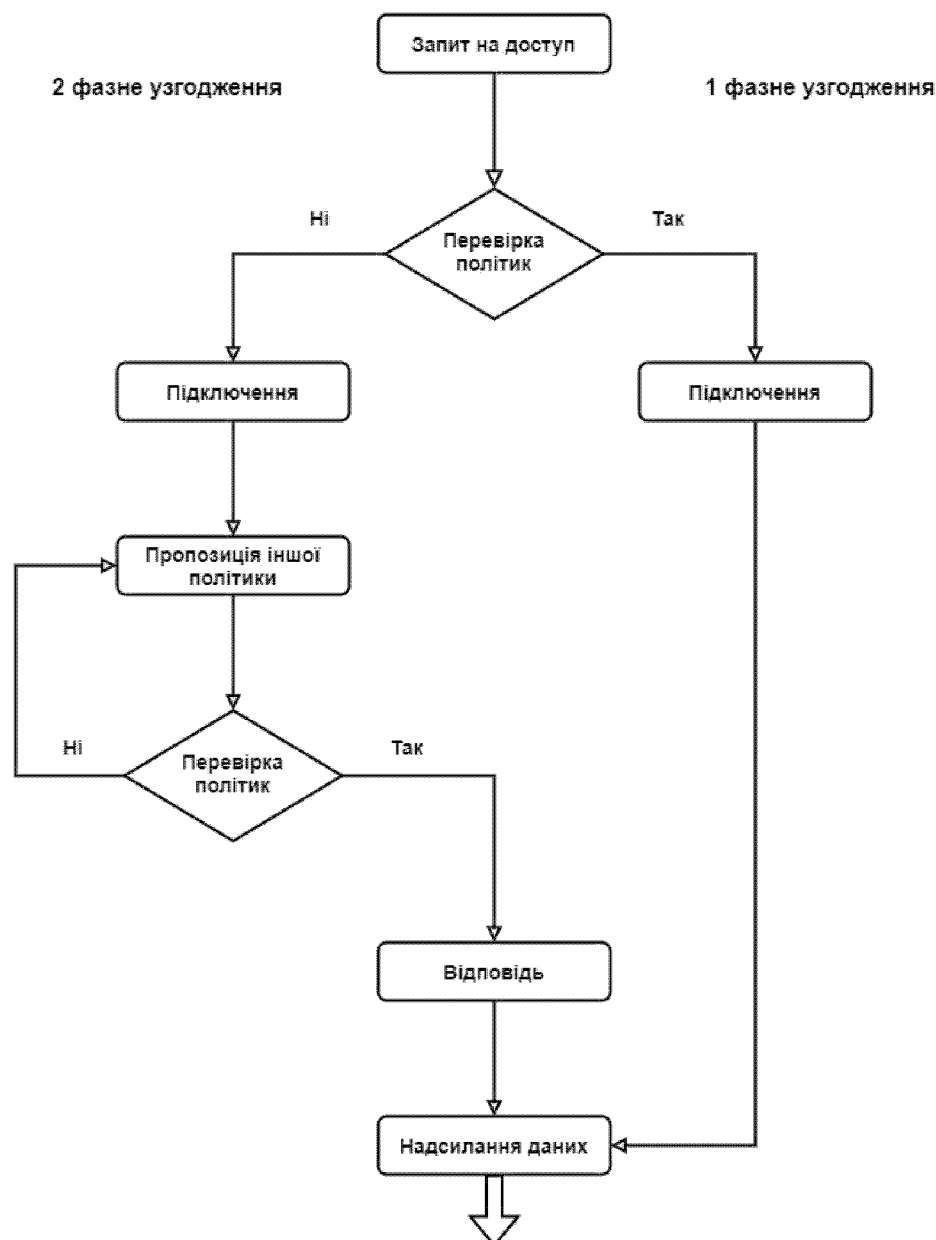 Запит на доступ
2 фазне узгодження
1 фазне узгодження
Ні
Так
Перевірка
політик
Підключення
Підключення
Пропозиція іншої
політики
Ні
Так
Перевірка
політик
Відповідь
Надсилання даних